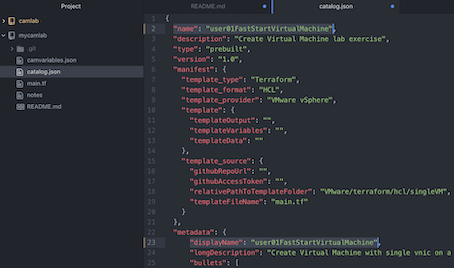 Project
README.md
catalog.json
camlab
mycamlab
.git
camvariables.json
catalog.json
main.tf
notes
README.md
1 {
2 "name": "user01FastStartVirtualMachine",
3 "description": "Create Virtual Machine lab exercise",
4 "type": "prebuilt",
5 "version": "1.0",
6 "manifest": {
7 "template_type": "Terraform",
8 "template_format": "HCL",
9 "template_provider": "VMware vSphere",
10 "template": {
11 "templateOutput": "",
12 "templateVariables": "",
13 "templateData": ""
14 },
15 "template_source": {
16 "githubRepoUrl": "",
17 "githubAccessToken": "",
18 "relativePathToTemplateFolder": "VMware/terraform/hcl/singleVM",
19 "templateFileName": "main.tf"
20 }
21 },
22 "metadata": {
23 "displayName": "user01FastStartVirtualMachine",
24 "longDescription": "Create Virtual Machine with single vnic on a
25 "bullets": [